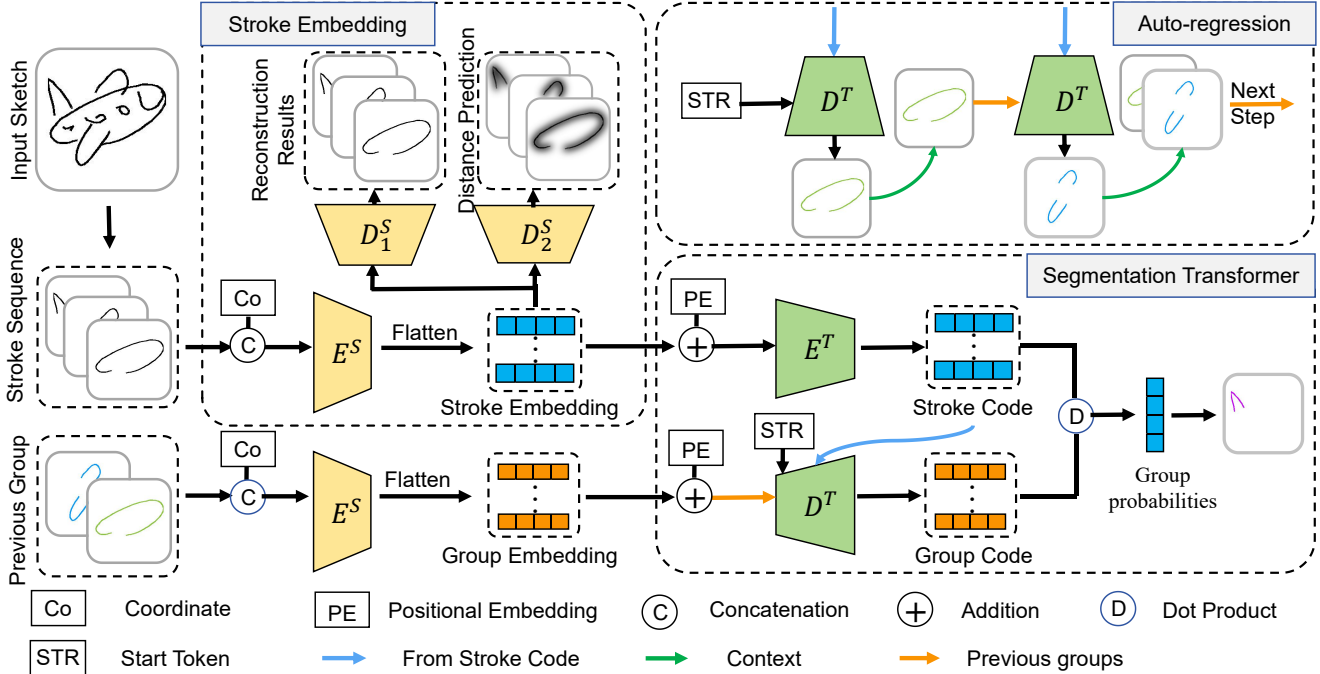 Stroke Embedding
Auto-regression
Input Sketch
Reconstruction
Results
Distance Prediction
D_1^S
D_2^S
STR
D^T
D^T
Next
Step
Stroke Sequence
Co
C
E^S
Flatten
Stroke Embedding
Segmentation Transformer
PE
+
E^T
Stroke Code
D
Group
probabilities
Previous Group
Co
C
E^S
Flatten
Group Embedding
PE
+
STR
D^T
Group Code
Co Coordinate PE Positional Embedding C Concatenation + Addition D Dot Product
STR Start Token From Stroke Code Context Previous groups